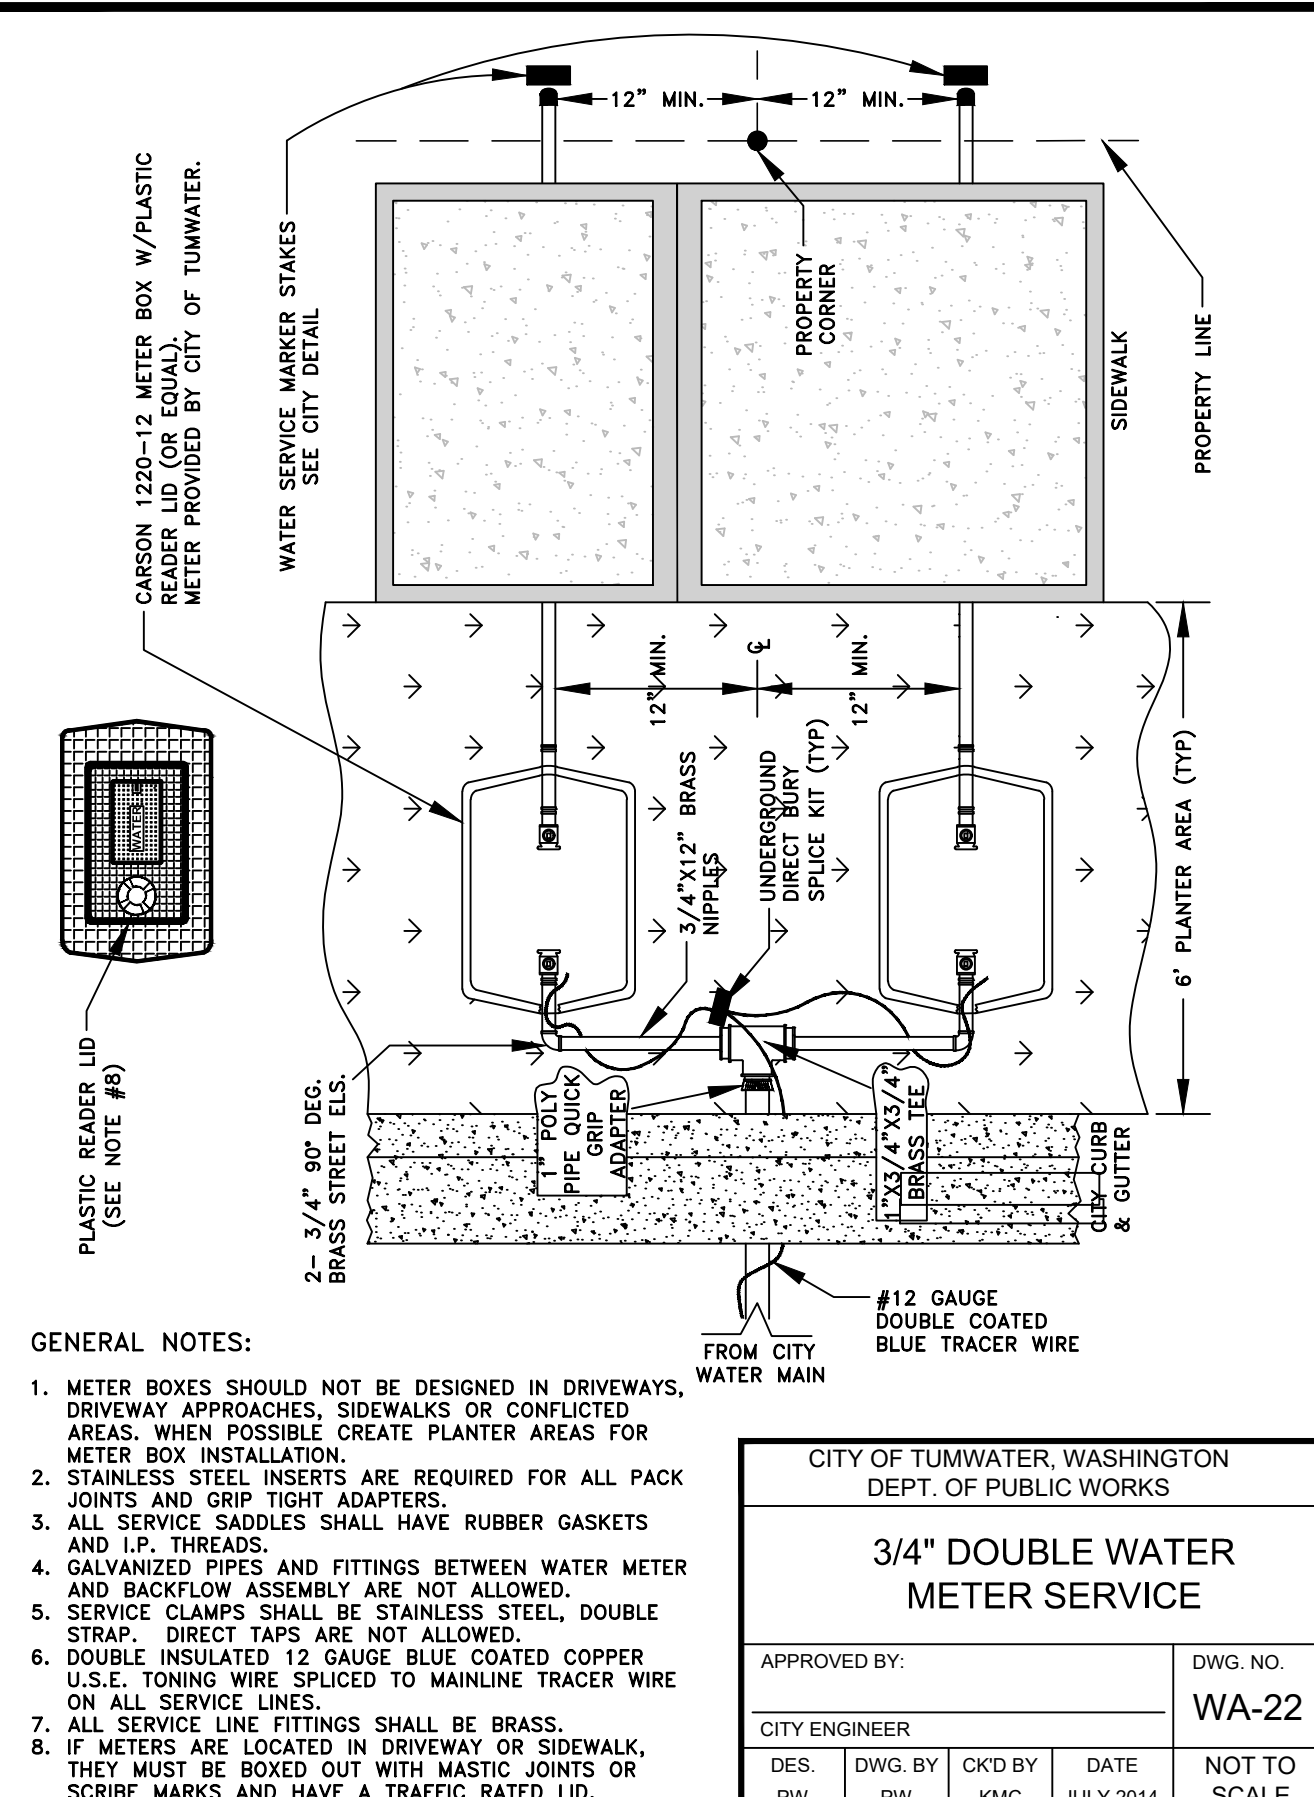 12" MIN.
12" MIN.
CARSON 1220-12 METER BOX W/PLASTIC
READER LID (OR EQUAL).
METER PROVIDED BY CITY OF TUMWATER.
WATER SERVICE MARKER STAKES
SEE CITY DETAIL
PROPERTY
CORNER
SIDEWALK
PROPERTY LINE
12" MIN.
℄
12" MIN.
WATER
3/4"X12" BRASS
NIPPLES
UNDERGROUND
DIRECT BURY
SPLICE KIT (TYP)
6' PLANTER AREA (TYP)
PLASTIC READER LID
(SEE NOTE #8)
2- 3/4" 90° DEG.
BRASS STREET ELS.
1" POLY
PIPE QUICK
GRIP
ADAPTER
1"X3/4"X3/4"
BRASS TEE
CITY CURB
& GUTTER
#12 GAUGE
DOUBLE COATED
BLUE TRACER WIRE
FROM CITY
WATER MAIN
GENERAL NOTES:
1. METER BOXES SHOULD NOT BE DESIGNED IN DRIVEWAYS,
DRIVEWAY APPROACHES, SIDEWALKS OR CONFLICTED
AREAS. WHEN POSSIBLE CREATE PLANTER AREAS FOR
METER BOX INSTALLATION.
2. STAINLESS STEEL INSERTS ARE REQUIRED FOR ALL PACK
JOINTS AND GRIP TIGHT ADAPTERS.
3. ALL SERVICE SADDLES SHALL HAVE RUBBER GASKETS
AND I.P. THREADS.
4. GALVANIZED PIPES AND FITTINGS BETWEEN WATER METER
AND BACKFLOW ASSEMBLY ARE NOT ALLOWED.
5. SERVICE CLAMPS SHALL BE STAINLESS STEEL, DOUBLE
STRAP. DIRECT TAPS ARE NOT ALLOWED.
6. DOUBLE INSULATED 12 GAUGE BLUE COATED COPPER
U.S.E. TONING WIRE SPLICED TO MAINLINE TRACER WIRE
ON ALL SERVICE LINES.
7. ALL SERVICE LINE FITTINGS SHALL BE BRASS.
8. IF METERS ARE LOCATED IN DRIVEWAY OR SIDEWALK,
THEY MUST BE BOXED OUT WITH MASTIC JOINTS OR
SCRIBE MARKS AND HAVE A TRAFFIC RATED LID.
CITY OF TUMWATER, WASHINGTON
DEPT. OF PUBLIC WORKS
3/4" DOUBLE WATER
METER SERVICE
APPROVED BY:
CITY ENGINEER
DWG. NO.
WA-22
DES. DWG. BY CK'D BY DATE NOT TO
PW PW KMC JULY 2014 SCALE